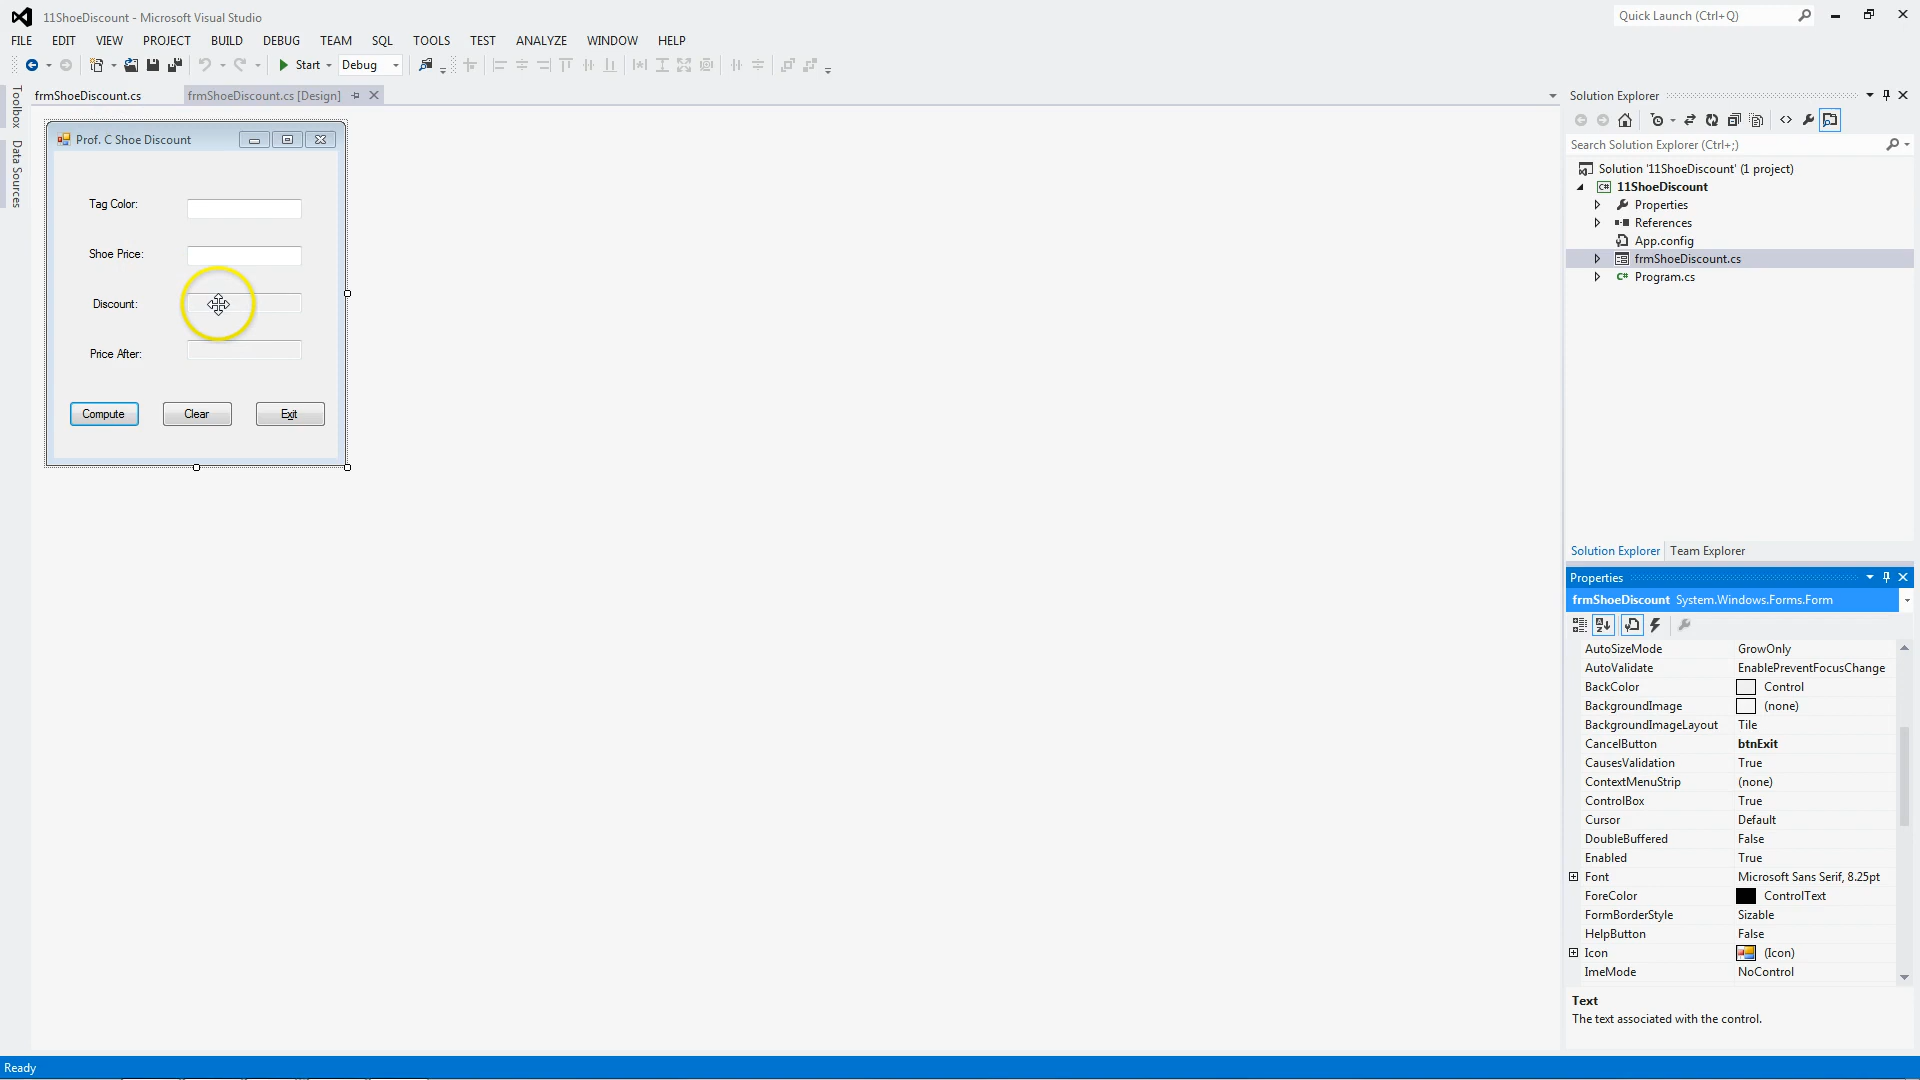 11ShoeDiscount - Microsoft Visual Studio
Quick Launch (Ctrl+Q)
FILE EDIT VIEW PROJECT BUILD DEBUG TEAM SQL TOOLS TEST ANALYZE WINDOW HELP
Start Debug
Toolbox
Data Sources
frmShoeDiscount.cs
frmShoeDiscount.cs [Design]
Prof. C Shoe Discount
Tag Color:
Shoe Price:
Discount:
Price After:
Compute Clear Exit
Solution Explorer
Search Solution Explorer (Ctrl+;)
Solution '11ShoeDiscount' (1 project)
11ShoeDiscount
Properties
References
App.config
frmShoeDiscount.cs
Program.cs
Solution Explorer Team Explorer
Properties
frmShoeDiscount System.Windows.Forms.Form
AutoSizeMode GrowOnly
AutoValidate EnablePreventFocusChange
BackColor Control
BackgroundImage (none)
BackgroundImageLayout Tile
CancelButton btnExit
CausesValidation True
ContextMenuStrip (none)
ControlBox True
Cursor Default
DoubleBuffered False
Enabled True
Font Microsoft Sans Serif, 8.25pt
ForeColor ControlText
FormBorderStyle Sizable
HelpButton False
Icon (Icon)
ImeMode NoControl
Text
The text associated with the control.
Ready